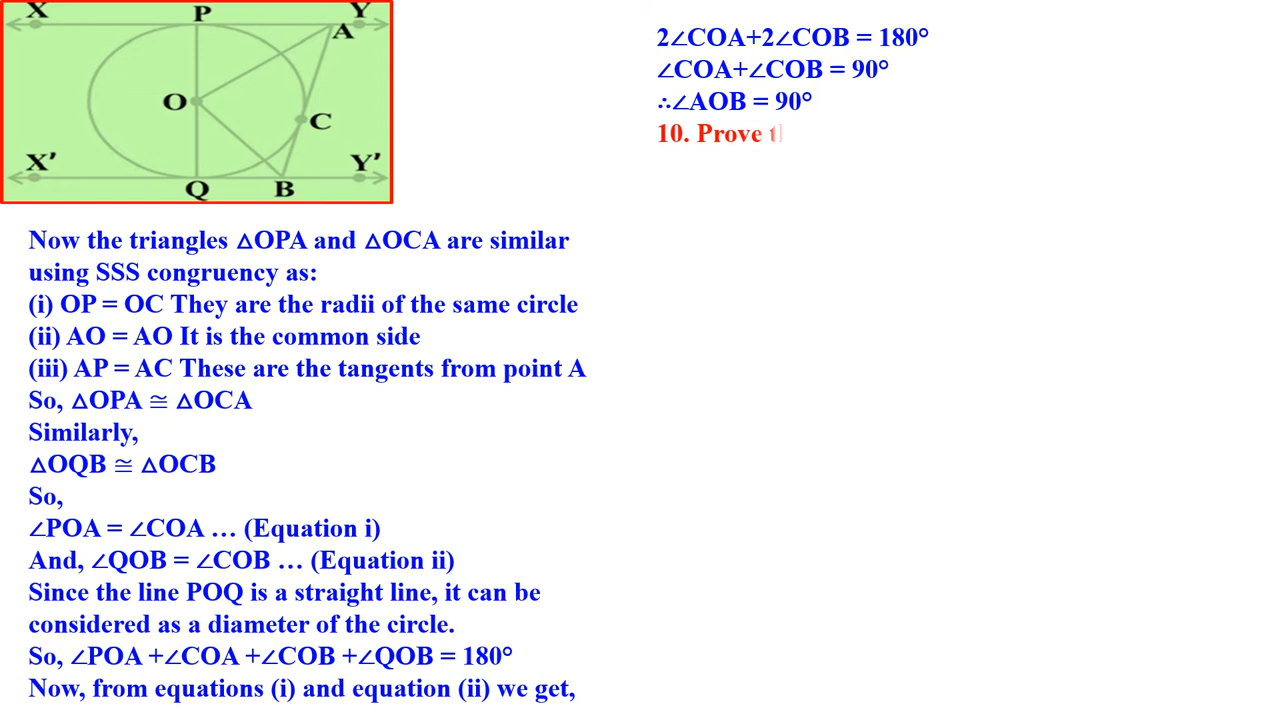 X P Y
A
O
C
X′ Y′
Q B
Now the triangles △OPA and △OCA are similar
using SSS congruency as:
(i) OP = OC They are the radii of the same circle
(ii) AO = AO It is the common side
(iii) AP = AC These are the tangents from point A
So, △OPA ≅ △OCA
Similarly,
△OQB ≅ △OCB
So,
∠POA = ∠COA … (Equation i)
And, ∠QOB = ∠COB … (Equation ii)
Since the line POQ is a straight line, it can be
considered as a diameter of the circle.
So, ∠POA +∠COA +∠COB +∠QOB = 180°
Now, from equations (i) and equation (ii) we get,
2∠COA+2∠COB = 180°
∠COA+∠COB = 90°
∴∠AOB = 90°
10. Prove